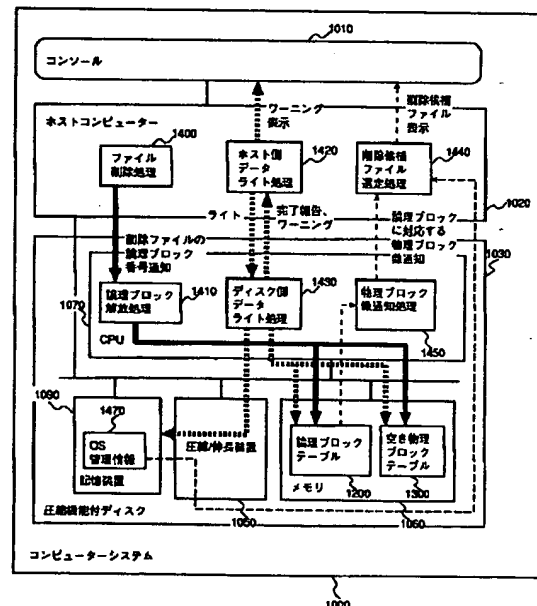 1010
コンソール
ワーニング
表示
削除候補
ファイル
表示
ホストコンピューター
1400
ファイル
削除処理
1420
ホスト側
データ
ライト処理
1440
削除候補
ファイル
選定処理
1020
ライト
完了報告、
ワーニング
論理ブロック
に対応する
物理ブロック
数通知
1030
削除ファイルの
論理ブロック
番号通知
1070
1410
論理ブロック
解放処理
CPU
1430
ディスク側
データ
ライト処理
物理ブロック
数通知処理
1450
1090
1470
OS
管理情報
記憶装置
圧縮/伸長装置
1050
論理ブロック
テーブル
1200
空き物理
ブロック
テーブル
1300
メモリ
1060
圧縮機能付ディスク
コンピューターシステム
1000